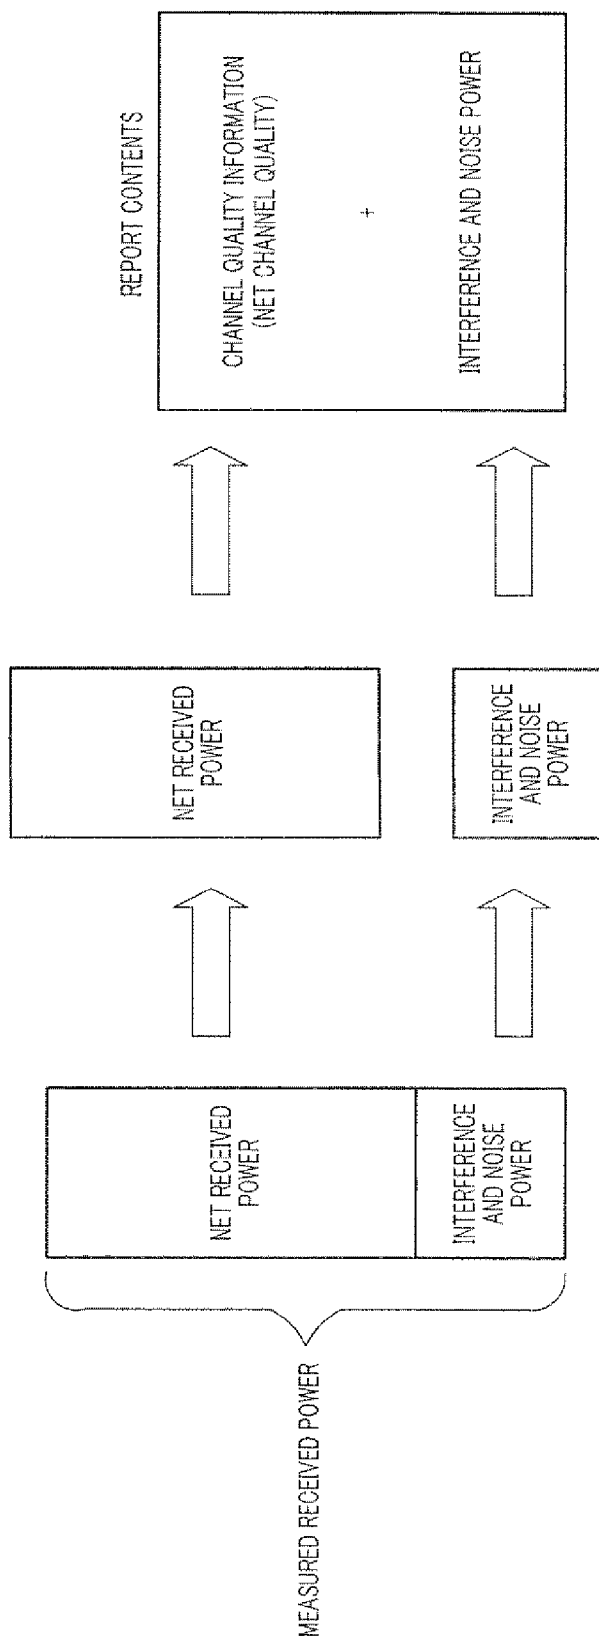 MEASURED RECEIVED POWER
NET RECEIVED
POWER
INTERFERENCE
AND NOISE
POWER
NET RECEIVED
POWER
INTERFERENCE
AND NOISE
POWER
REPORT CONTENTS
CHANNEL QUALITY INFORMATION
(NET CHANNEL QUALITY)
+
INTERFERENCE AND NOISE POWER